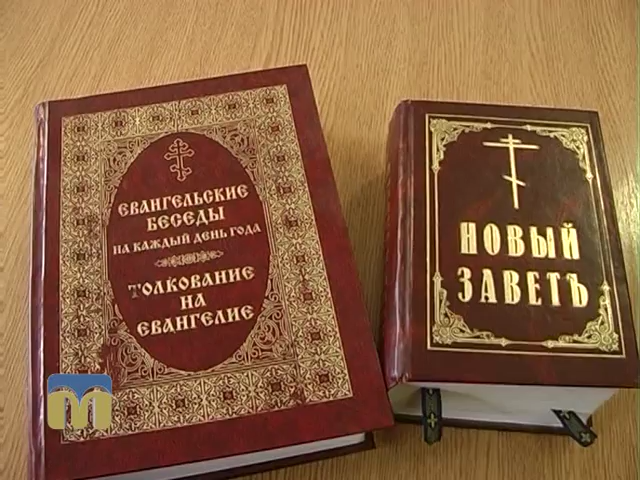 ЕВАНГЕЛЬСКИЕ
БЕСЕДЫ
НА КАЖДЫЙ ДЕНЬ ГОДА
ТОЛКОВАНИЕ
НА
ЕВАНГЕЛИЕ
НОВЫЙ
ЗАВЕТЪ
М